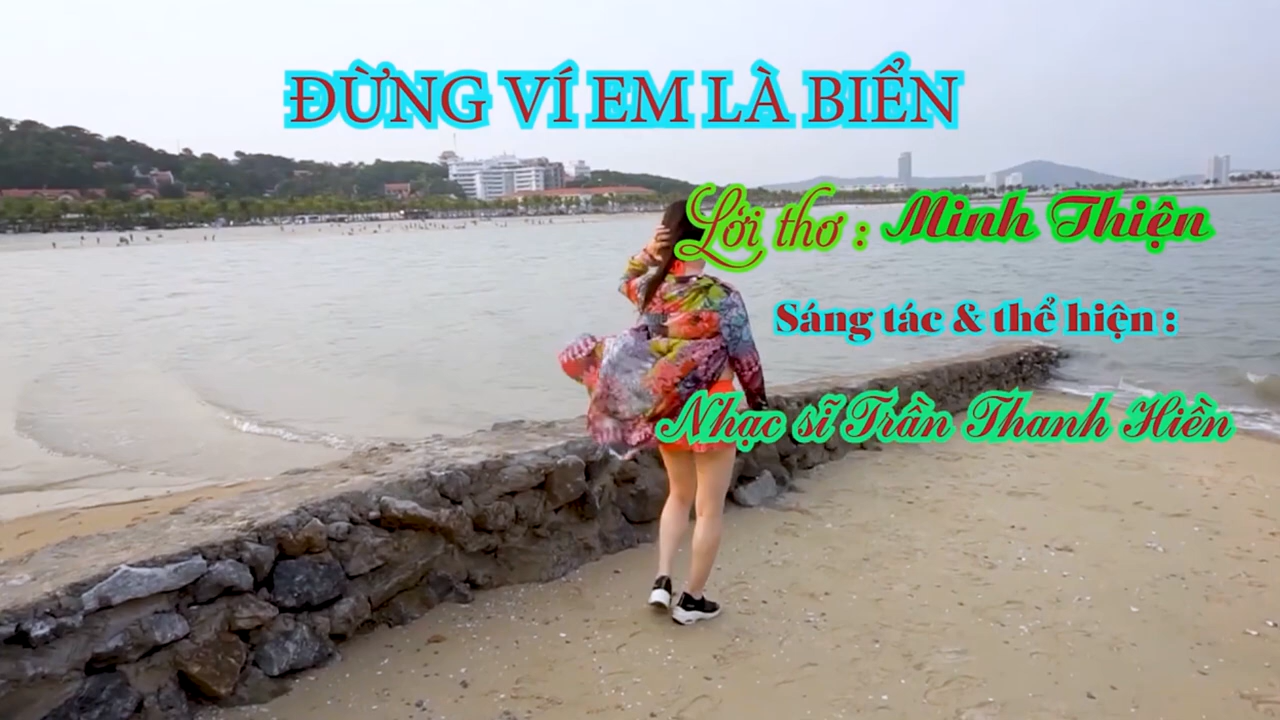 ĐỪNG VÍ EM LÀ BIỂN
Lời thơ : Minh Thiện
Sáng tác & thể hiện :
Nhạc sĩ Trần Thanh Hiền